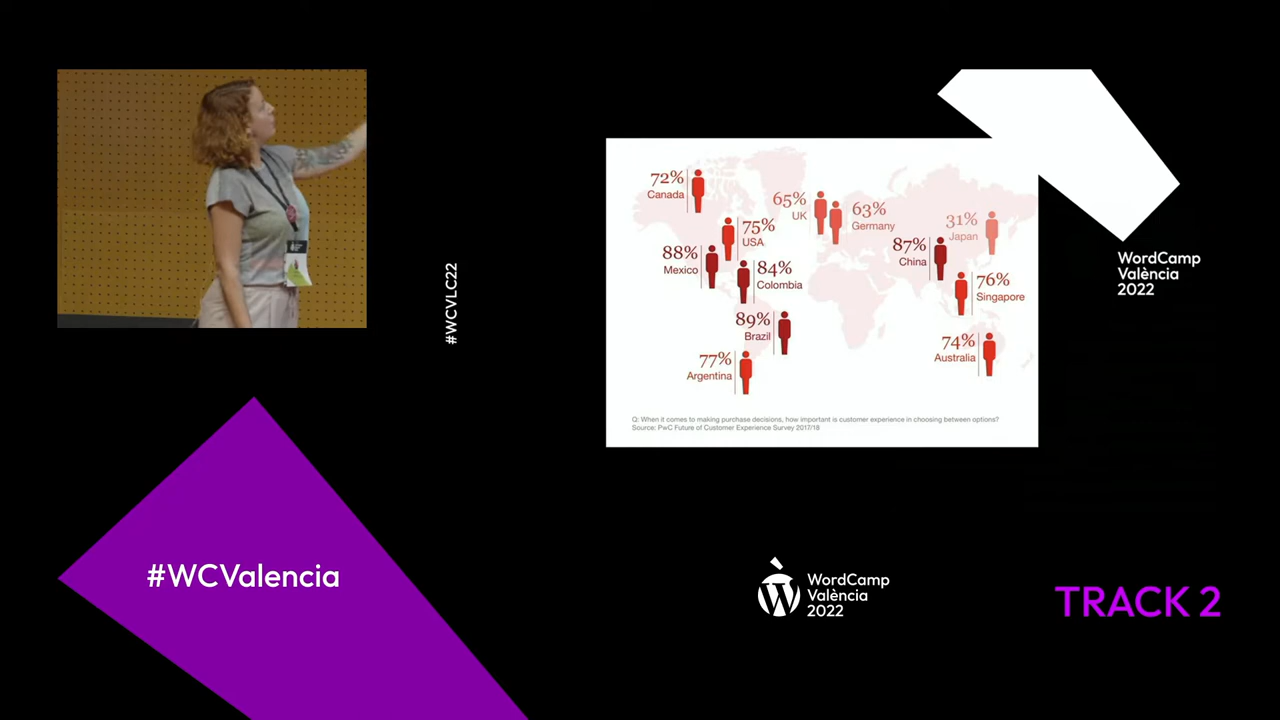 #WCVLC22
72%
Canada
75%
USA
88%
Mexico
84%
Colombia
89%
Brazil
77%
Argentina
65%
UK
63%
Germany
87%
China
31%
Japan
76%
Singapore
74%
Australia
Q: When it comes to making purchase decisions, how important is customer experience in choosing between options?
Source: PwC Future of Customer Experience Survey 2017/18
WordCamp
València
2022
#WCValencia
WordCamp
València
2022
TRACK 2